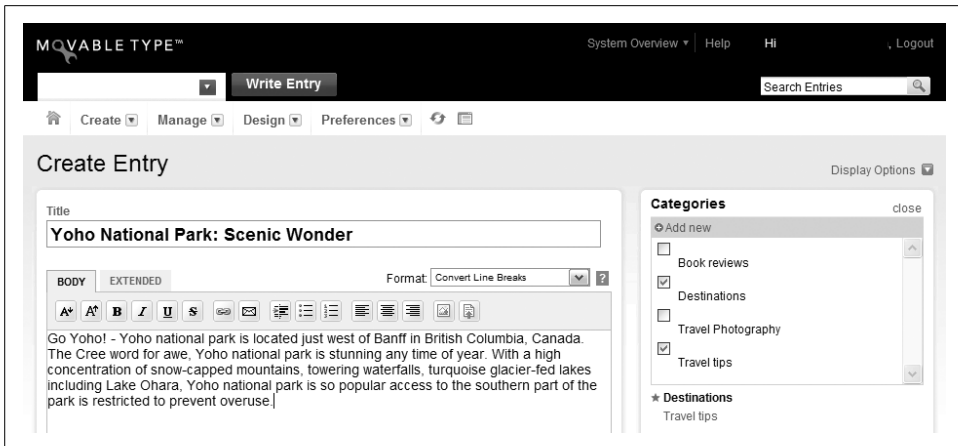 MOVABLE TYPE™
System Overview Help Hi , Logout
Write Entry
Search Entries
Create Manage Design Preferences
Create Entry
Display Options
Title
Yoho National Park: Scenic Wonder
BODY EXTENDED
Format: Convert Line Breaks ?
A A B I U S
Go Yoho! - Yoho national park is located just west of Banff in British Columbia, Canada.
The Cree word for awe, Yoho national park is stunning any time of year. With a high
concentration of snow-capped mountains, towering waterfalls, turquoise glacier-fed lakes
including Lake Ohara, Yoho national park is so popular access to the southern part of the
park is restricted to prevent overuse.
Categories
close
Add new
Book reviews
Destinations
Travel Photography
Travel tips
Destinations
Travel tips